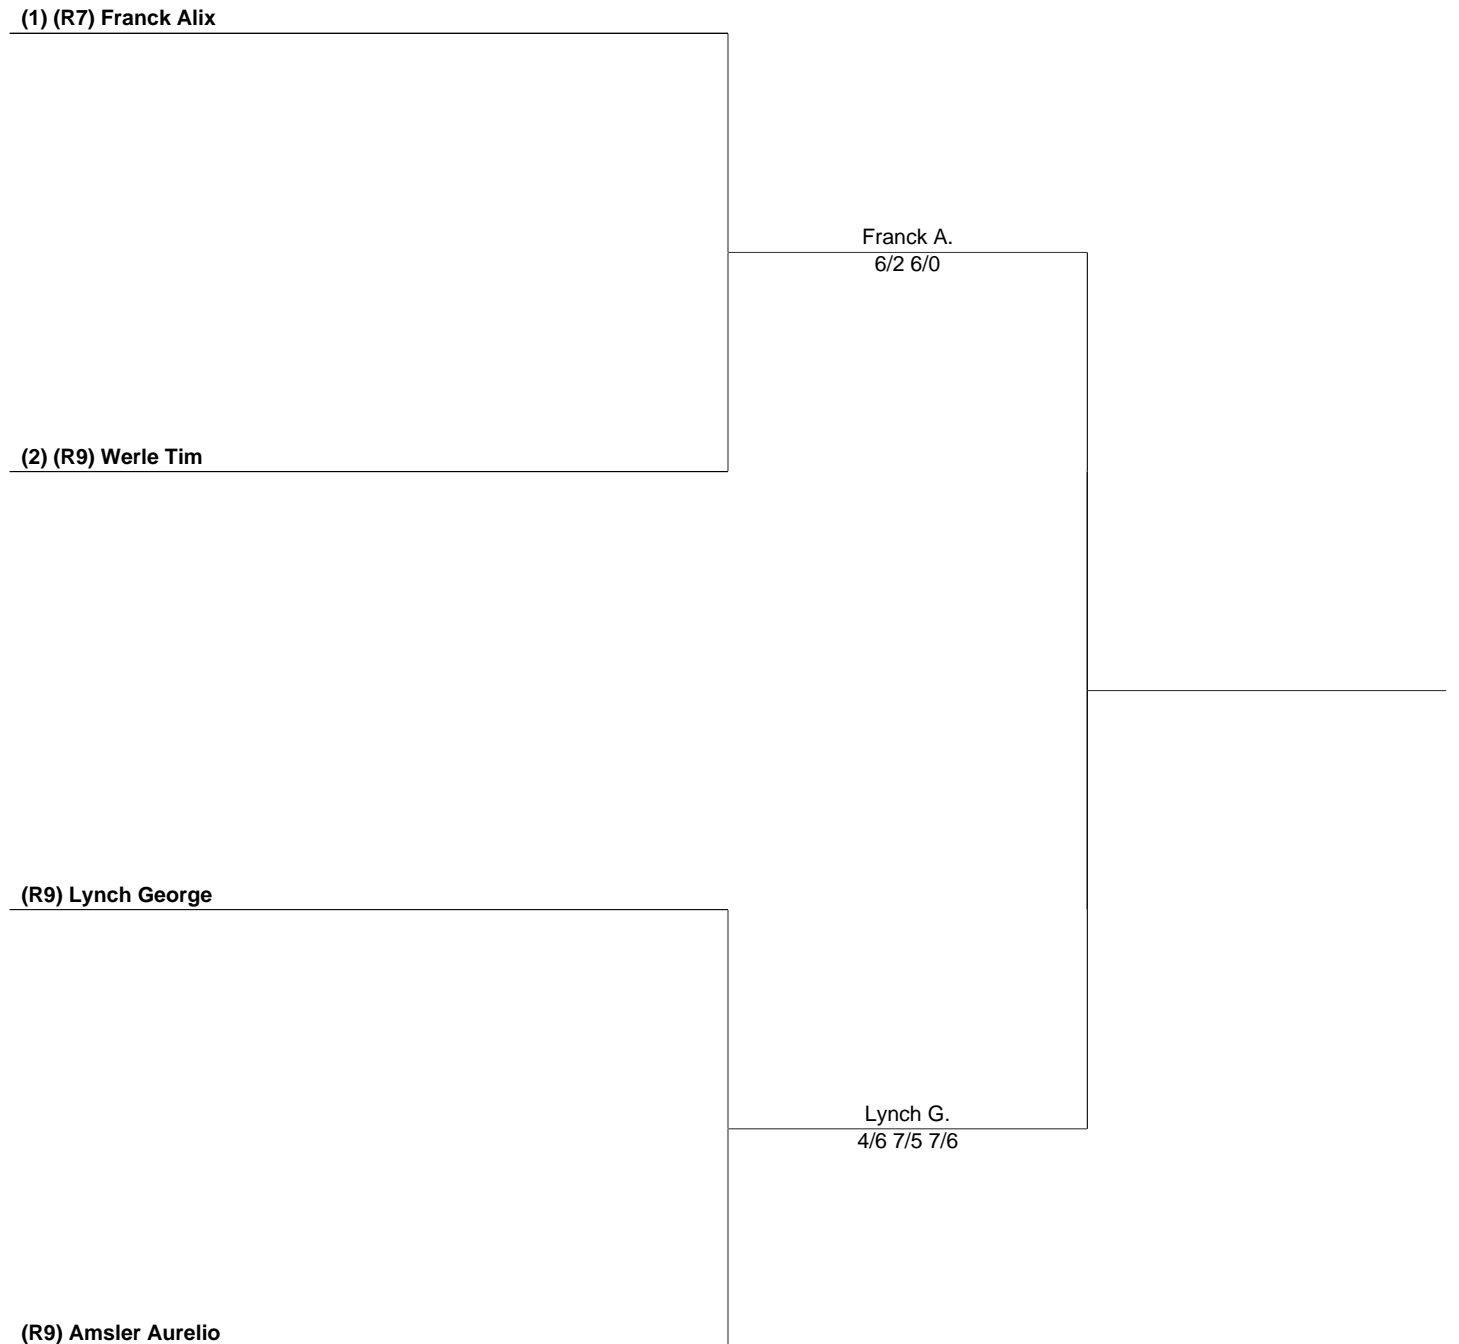 (1) (R7) Franck Alix
Franck A.
6/2 6/0
(2) (R9) Werle Tim
(R9) Lynch George
Lynch G.
4/6 7/5 7/6
(R9) Amsler Aurelio